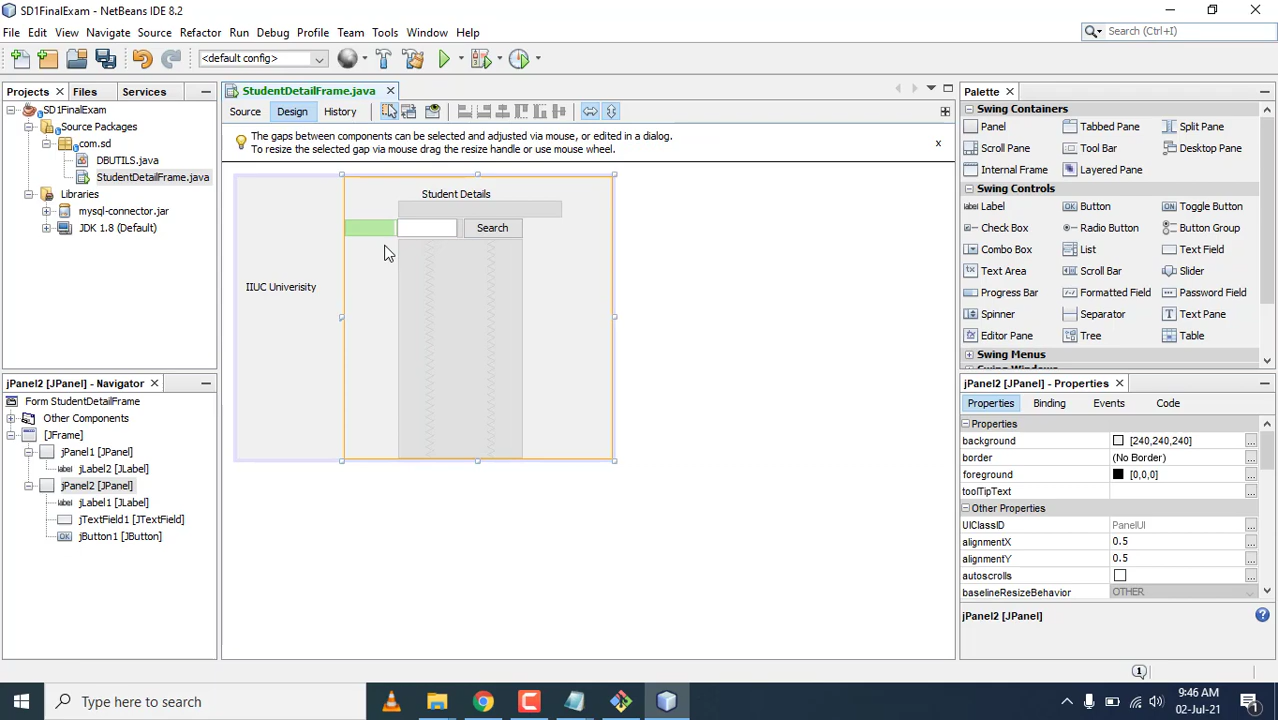 SD1FinalExam - NetBeans IDE 8.2
File Edit View Navigate Source Refactor Run Debug Profile Team Tools Window Help
Search (Ctrl+I)
<default config>
Projects Files Services
SD1FinalExam
Source Packages
com.sd
DBUTILS.java
StudentDetailFrame.java
Libraries
mysql-connector.jar
JDK 1.8 (Default)
StudentDetailFrame.java
Source Design History
The gaps between components can be selected and adjusted via mouse, or edited in a dialog.
To resize the selected gap via mouse drag the resize handle or use mouse wheel.
x
Student Details
Search
IIUC Univerisity
Palette
Swing Containers
Panel Tabbed Pane Split Pane
Scroll Pane Tool Bar Desktop Pane
Internal Frame Layered Pane
Swing Controls
Label Button Toggle Button
Check Box Radio Button Button Group
Combo Box List Text Field
Text Area Scroll Bar Slider
Progress Bar Formatted Field Password Field
Spinner Separator Text Pane
Editor Pane Tree Table
Swing Menus
jPanel2 [JPanel] - Navigator
Form StudentDetailFrame
Other Components
[JFrame]
jPanel1 [JPanel]
label jLabel2 [JLabel]
jPanel2 [JPanel]
label jLabel1 [JLabel]
jTextField1 [JTextField]
OK jButton1 [JButton]
jPanel2 [JPanel] - Properties
Properties Binding Events Code
Properties
background [240,240,240] ...
border (No Border) ...
foreground [0,0,0] ...
toolTipText ...
Other Properties
UIClassID PanelUI ...
alignmentX 0.5 ...
alignmentY 0.5 ...
autoscrolls ...
baselineResizeBehavior OTHER
jPanel2 [JPanel]
1
Type here to search
9:46 AM
02-Jul-21
1